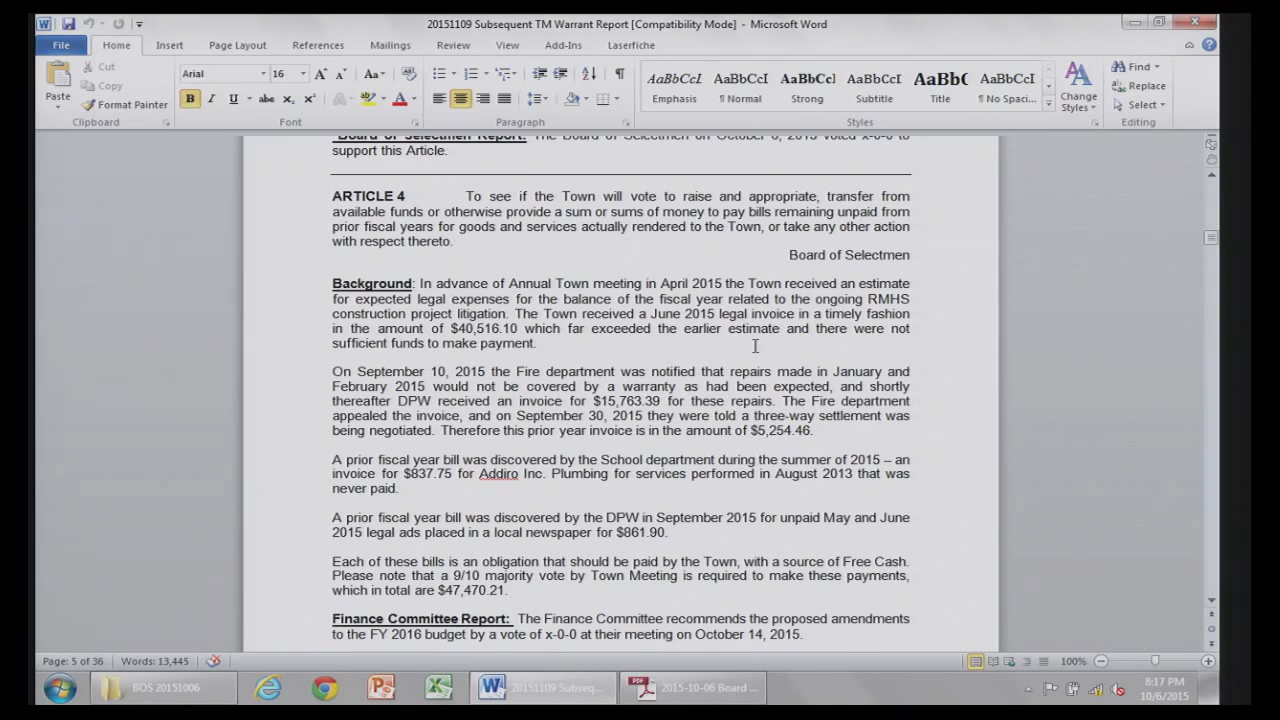 20151109 Subsequent TM Warrant Report [Compatibility Mode] - Microsoft Word
File Home Insert Page Layout References Mailings Review View Add-Ins Laserfiche
Paste
Cut
Copy
Format Painter
Clipboard
Arial 16
Font
Paragraph
AaBbCcI AaBbCcI AaBbCcI AaBbCcI AaBb( AaBbCcI
Emphasis ¶ Normal Strong Subtitle Title ¶ No Spaci...
Change Styles
Styles
Find
Replace
Select
Editing
Board of Selectmen Report: The Board of Selectmen on October 6, 2015 voted x-0-0 to
support this Article.
ARTICLE 4 To see if the Town will vote to raise and appropriate, transfer from
available funds or otherwise provide a sum or sums of money to pay bills remaining unpaid from
prior fiscal years for goods and services actually rendered to the Town, or take any other action
with respect thereto.
Board of Selectmen
Background: In advance of Annual Town meeting in April 2015 the Town received an estimate
for expected legal expenses for the balance of the fiscal year related to the ongoing RMHS
construction project litigation. The Town received a June 2015 legal invoice in a timely fashion
in the amount of $40,516.10 which far exceeded the earlier estimate and there were not
sufficient funds to make payment.
On September 10, 2015 the Fire department was notified that repairs made in January and
February 2015 would not be covered by a warranty as had been expected, and shortly
thereafter DPW received an invoice for $15,763.39 for these repairs. The Fire department
appealed the invoice, and on September 30, 2015 they were told a three-way settlement was
being negotiated. Therefore this prior year invoice is in the amount of $5,254.46.
A prior fiscal year bill was discovered by the School department during the summer of 2015 – an
invoice for $837.75 for Addiro Inc. Plumbing for services performed in August 2013 that was
never paid.
A prior fiscal year bill was discovered by the DPW in September 2015 for unpaid May and June
2015 legal ads placed in a local newspaper for $861.90.
Each of these bills is an obligation that should be paid by the Town, with a source of Free Cash.
Please note that a 9/10 majority vote by Town Meeting is required to make these payments,
which in total are $47,470.21.
Finance Committee Report: The Finance Committee recommends the proposed amendments
to the FY 2016 budget by a vote of x-0-0 at their meeting on October 14, 2015.
Page: 5 of 36 Words: 13,445 100%
BOS 20151006 20151109 Subseq... 2015-10-06 Board ... 8:17 PM
10/6/2015